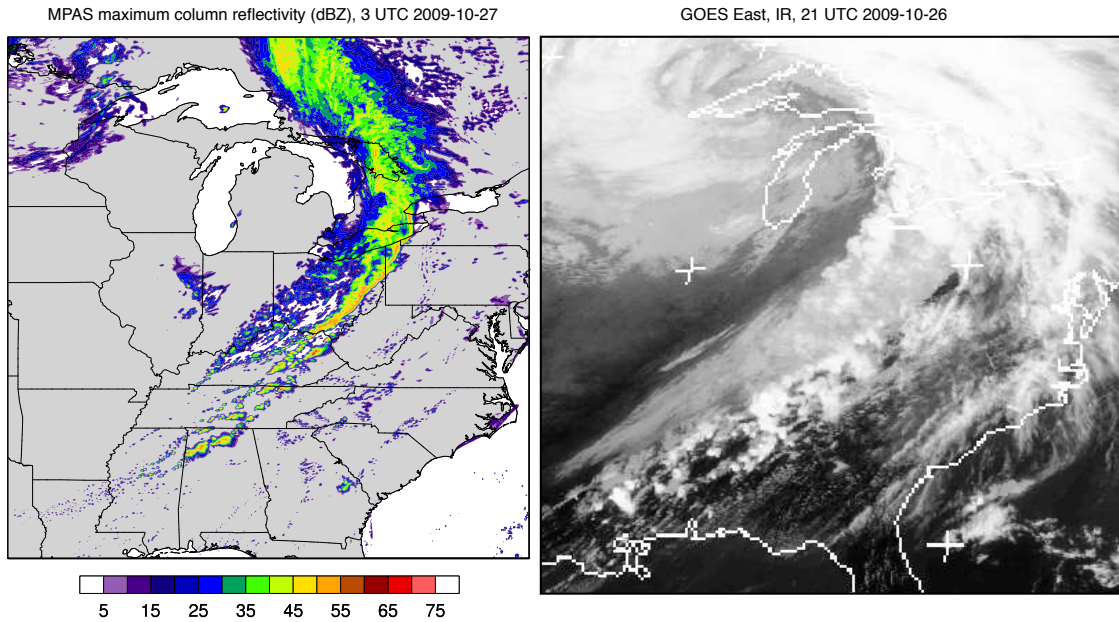 MPAS maximum column reflectivity (dBZ), 3 UTC 2009-10-27
GOES East, IR, 21 UTC 2009-10-26
5 15 25 35 45 55 65 75